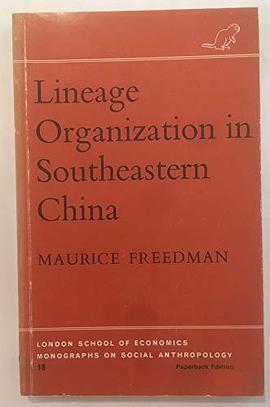 Lineage
Organization in
Southeastern
China
MAURICE FREEDMAN
LONDON SCHOOL OF ECONOMICS
MONOGRAPHS ON SOCIAL ANTHROPOLOGY
18 Paperback Edition